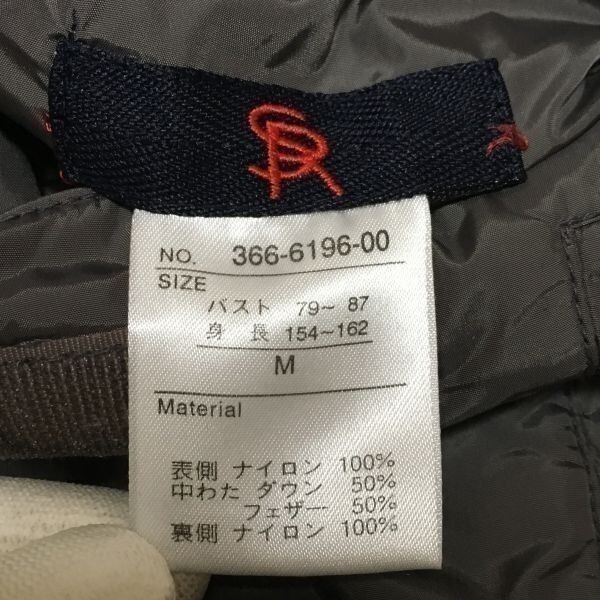 SR
NO. 366-6196-00
SIZE
バスト 79～87
身長 154～162
M
Material
表側 ナイロン 100%
中わた ダウン 50%
フェザー 50%
裏側 ナイロン 100%